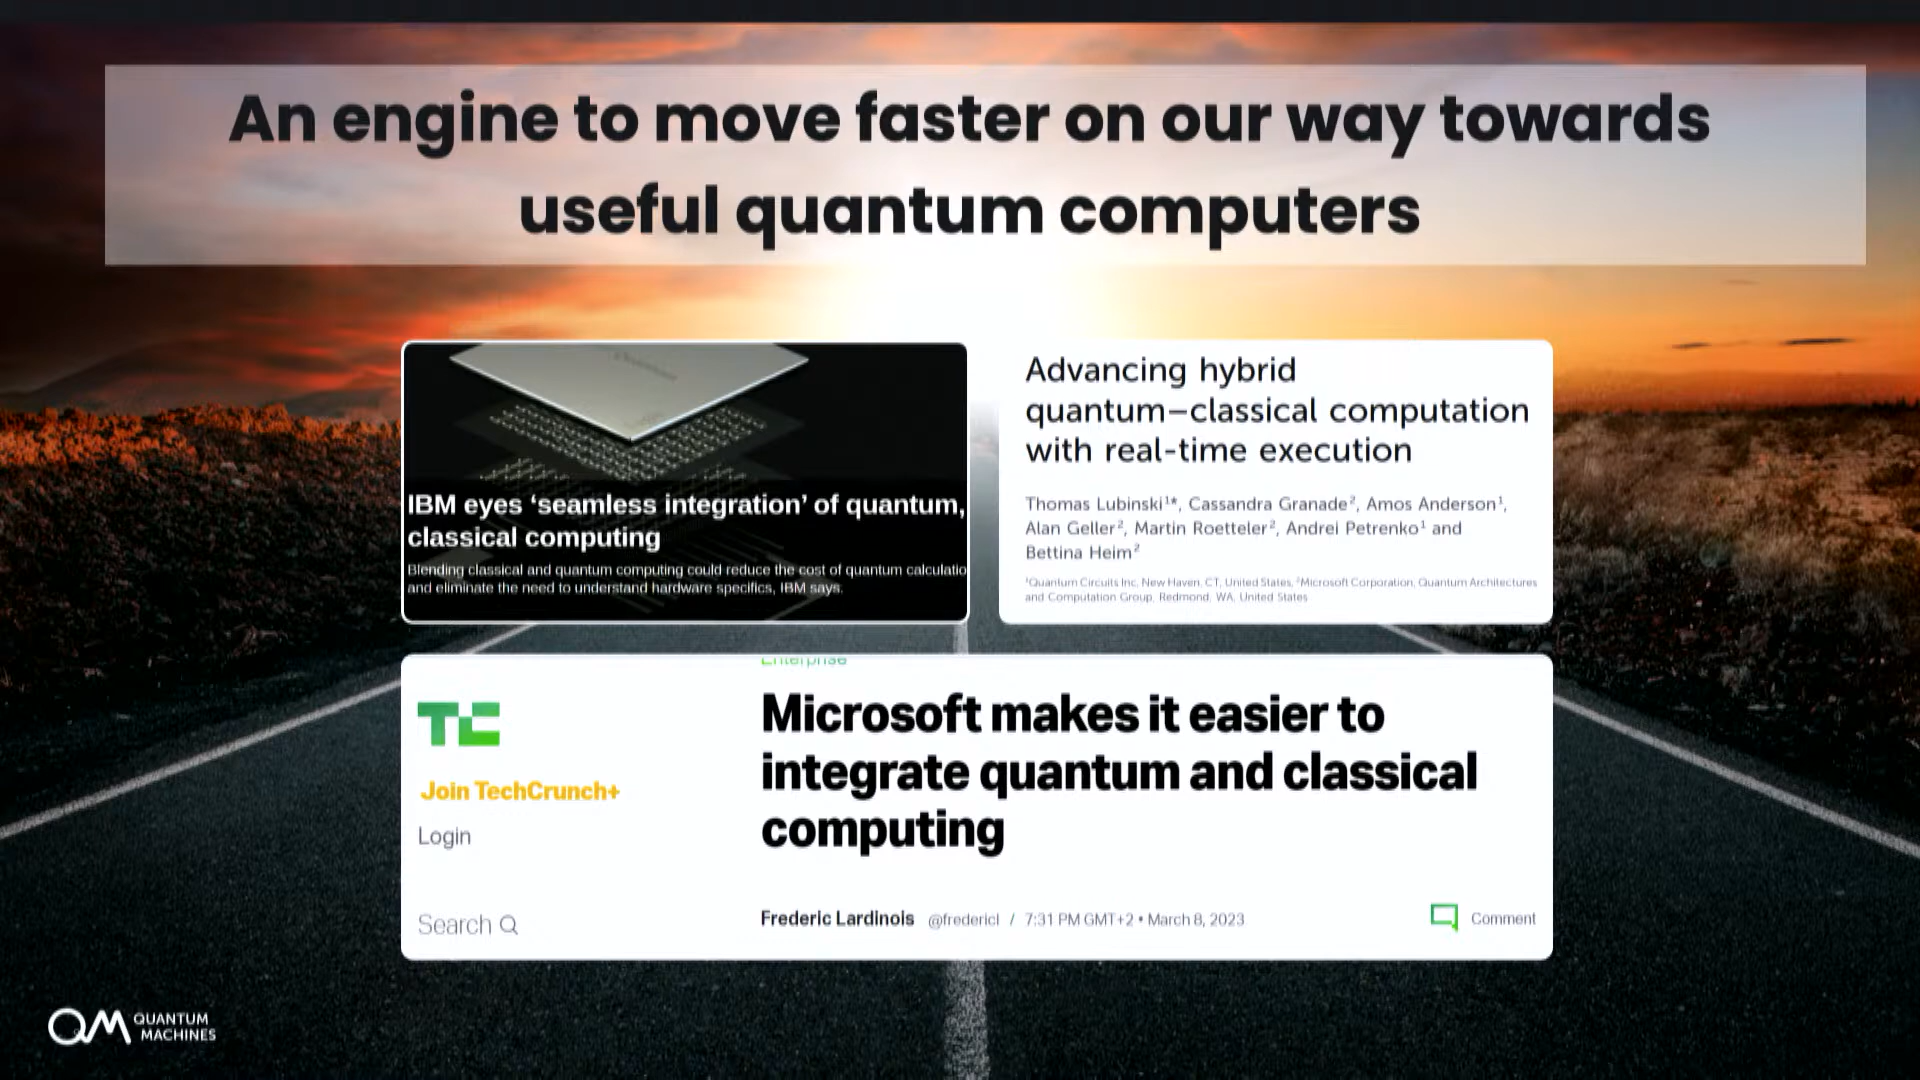 An engine to move faster on our way towards
useful quantum computers
IBM eyes ‘seamless integration’ of quantum,
classical computing
Blending classical and quantum computing could reduce the cost of quantum calculatio
and eliminate the need to understand hardware specifics, IBM says.
Advancing hybrid
quantum–classical computation
with real-time execution
Thomas Lubinski¹*, Cassandra Granade², Amos Anderson¹,
Alan Geller², Martin Roetteler², Andrei Petrenko¹ and
Bettina Heim²
¹Quantum Circuits Inc, New Haven, CT, United States, ²Microsoft Corporation, Quantum Architectures
and Computation Group, Redmond, WA, United States
Enterprise
TC
Join TechCrunch+
Login
Search
Microsoft makes it easier to
integrate quantum and classical
computing
Frederic Lardinois @fredericl / 7:31 PM GMT+2 • March 8, 2023
Comment
QM QUANTUM
MACHINES